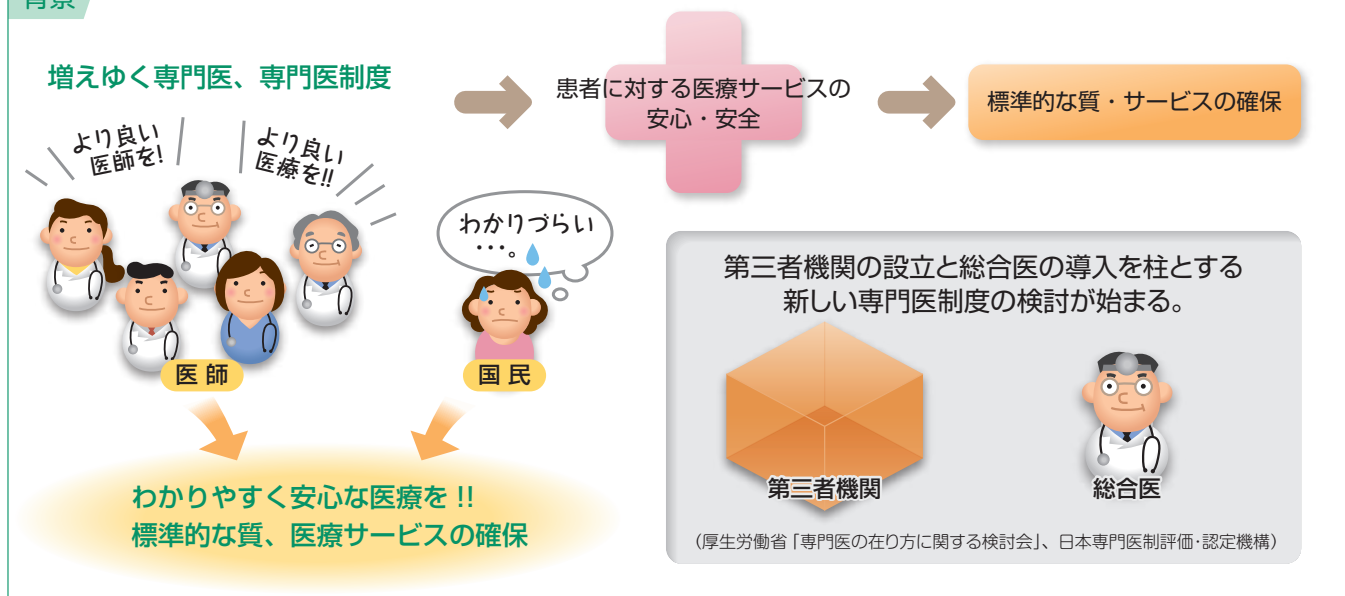 背景
増えゆく専門医、専門医制度
患者に対する医療サービスの
安心・安全
標準的な質・サービスの確保
より良い
医師を!
より良い
医療を!!
わかりづらい
…。
医師
国民
わかりやすく安心な医療を!!
標準的な質、医療サービスの確保
第三者機関の設立と総合医の導入を柱とする
新しい専門医制度の検討が始まる。
第三者機関
総合医
(厚生労働省「専門医の在り方に関する検討会」、日本専門医制評価・認定機構)